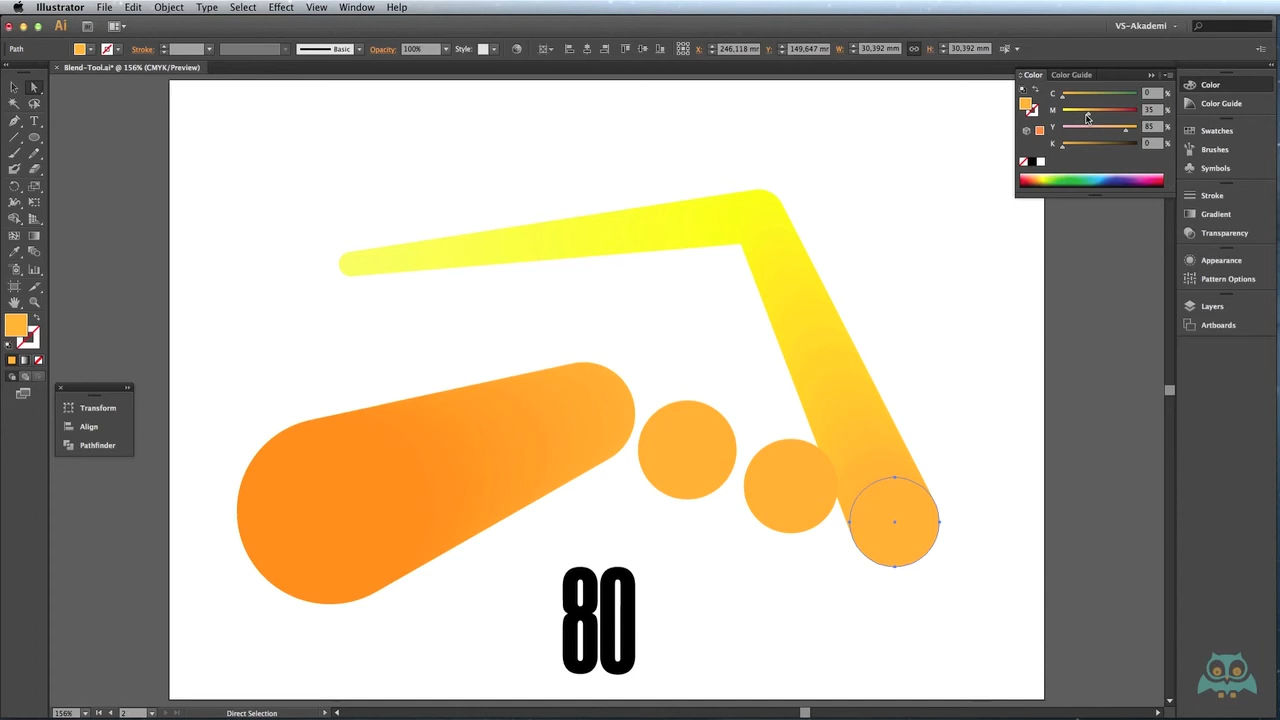 Illustrator File Edit Object Type Select Effect View Window Help
Ai Br VS-Akademi
Path Stroke: Basic Opacity: 100% Style: X: 246,118 mm Y: 149,647 mm W: 30,392 mm H: 30,392 mm
Blend-Tool.ai* @ 156% (CMYK/Preview)
Color Color Guide
C 0 %
M 35 %
Y 85 %
K 0 %
Color
Color Guide
Swatches
Brushes
Symbols
Stroke
Gradient
Transparency
Appearance
Pattern Options
Layers
Artboards
Transform
Align
Pathfinder
80
156% 2 Direct Selection